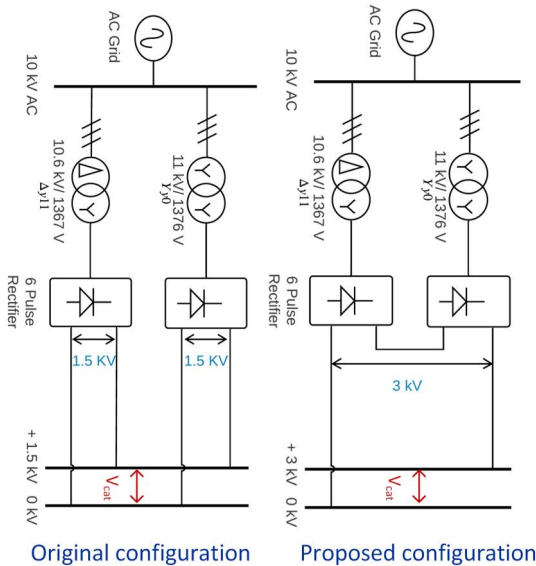 AC Grid
10 kV AC
10.6 kV/ 1367 V
Δy11
11 kV/ 1376 V
Yy0
6 Pulse
Rectifier
1.5 KV
1.5 KV
+ 1.5 kV
0 kV
Vcat
Original configuration
AC Grid
10 kV AC
10.6 kV/ 1367 V
Δy11
11 kV/ 1376 V
Yy0
6 Pulse
Rectifier
3 kV
+ 3 kV
0 kV
Vcat
Proposed configuration